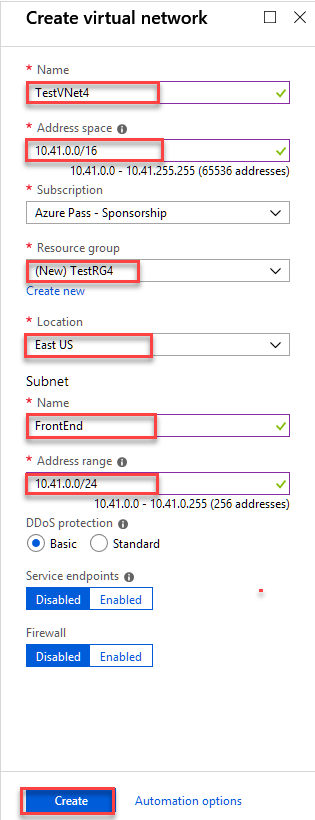 Create virtual network
* Name
TestVNet4
* Address space
10.41.0.0/16
10.41.0.0 - 10.41.255.255 (65536 addresses)
* Subscription
Azure Pass - Sponsorship
* Resource group
(New) TestRG4
Create new
* Location
East US
Subnet
* Name
FrontEnd
* Address range
10.41.0.0/24
10.41.0.0 - 10.41.0.255 (256 addresses)
DDoS protection
Basic Standard
Service endpoints
Disabled Enabled
Firewall
Disabled Enabled
Create Automation options